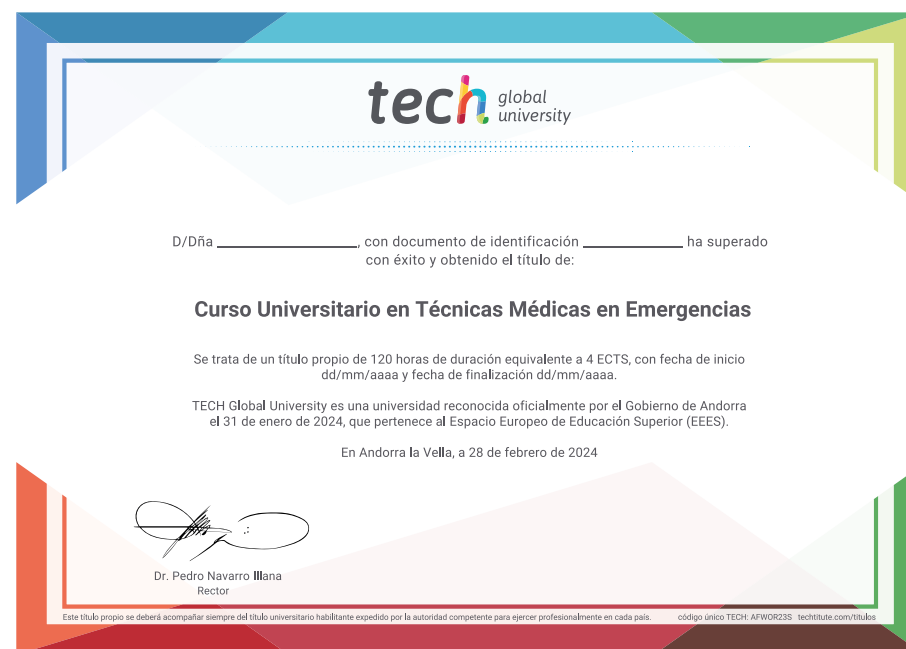 tech global university
D/Dña ____________, con documento de identificación ____________ ha superado
con éxito y obtenido el título de:
Curso Universitario en Técnicas Médicas en Emergencias
Se trata de un título propio de 120 horas de duración equivalente a 4 ECTS, con fecha de inicio
dd/mm/aaaa y fecha de finalización dd/mm/aaaa.
TECH Global University es una universidad reconocida oficialmente por el Gobierno de Andorra
el 31 de enero de 2024, que pertenece al Espacio Europeo de Educación Superior (EEES).
En Andorra la Vella, a 28 de febrero de 2024
Dr. Pedro Navarro Illana
Rector
Este título propio se deberá acompañar siempre del título universitario habilitante expedido por la autoridad competente para ejercer profesionalmente en cada país. código único TECH: AFWOR23S techtitute.com/titulos